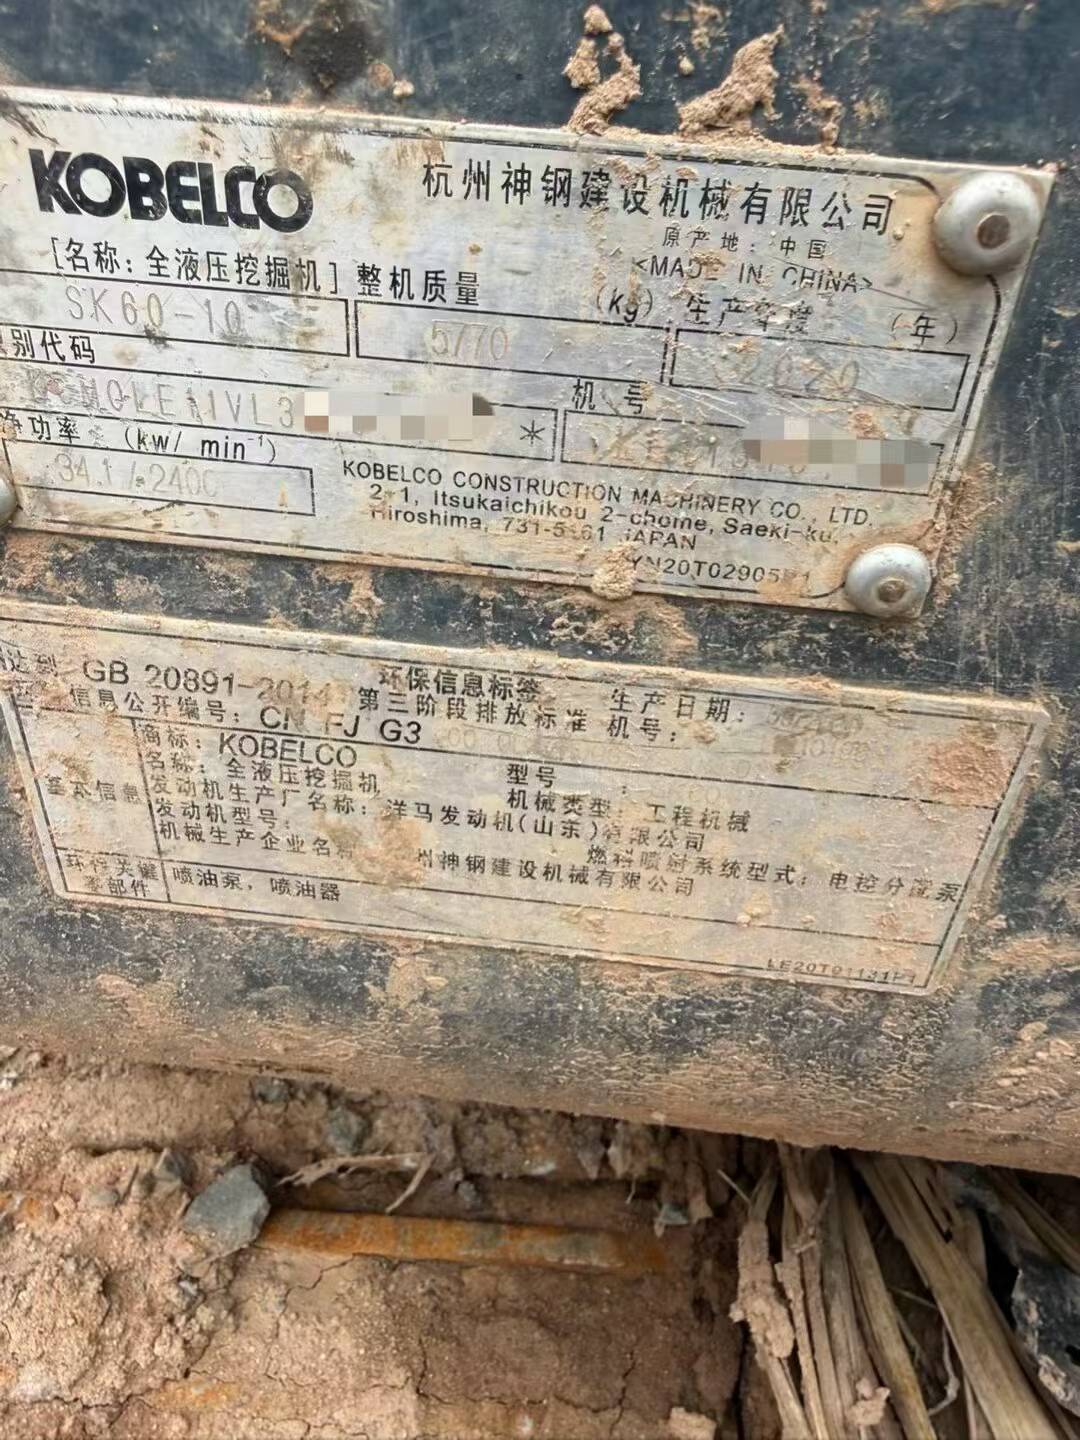 KOBELCO 杭州神钢建设机械有限公司
原产地：中国
<MADE IN CHINA>
[名称：全液压挖掘机] 整机质量 (kg) 生产年度 (年)
SK60-10 5770 2020
别代码 机号
VL3 *
净功率 (kw/ min⁻¹)
34.1/2400
KOBELCO CONSTRUCTION MACHINERY CO., LTD.
2-1, Itsukaichikou 2-chome, Saeki-ku,
Hiroshima, JAPAN
环保信息标签
达到 GB 20891-2014 第三阶段排放标准 生产日期：
信息公开编号：CN FJ G3 机号：
基本信息
商标：KOBELCO
名称：全液压挖掘机 型号：
发动机生产厂名称：洋马发动机(山东)有限公司 机械类型：工程机械
发动机型号： 燃料喷射系统型式：电控分配泵
机械生产企业名称 州神钢建设机械有限公司
环保关键
零部件 喷油泵，喷油器